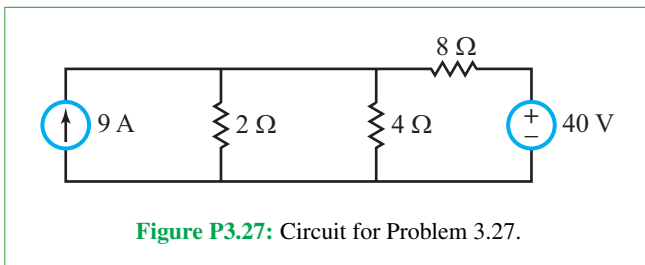 8 Ω
9 A
2 Ω
4 Ω
+
−
40 V
Figure P3.27: Circuit for Problem 3.27.